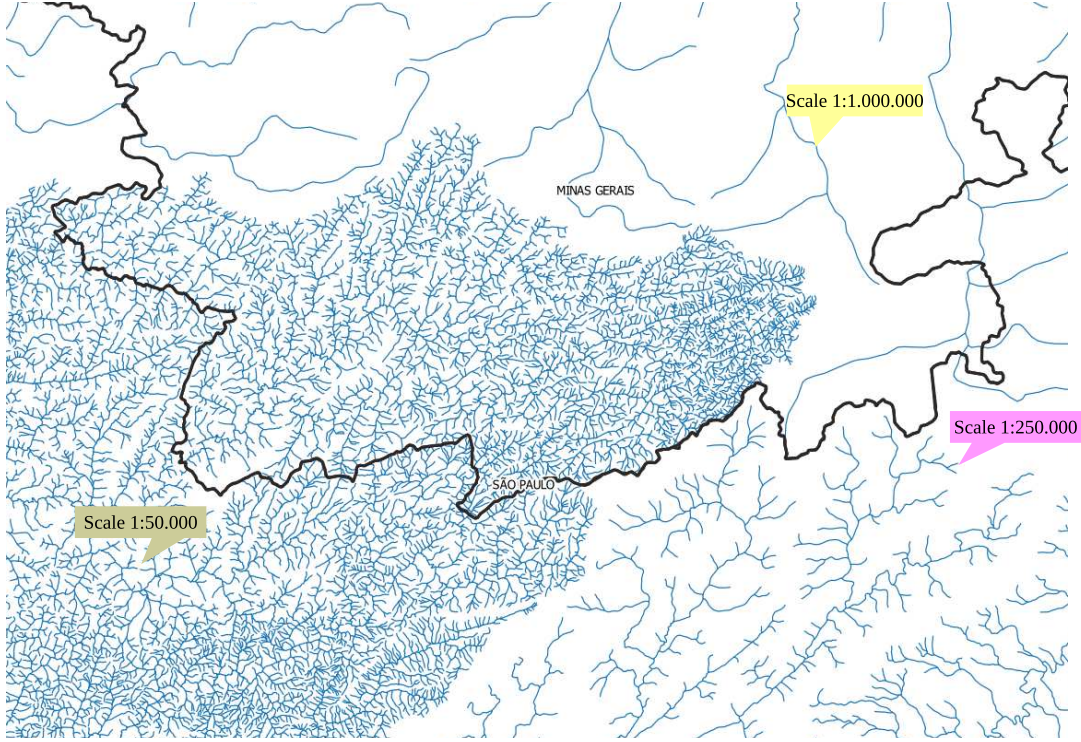 Scale 1:1.000.000
MINAS GERAIS
Scale 1:250.000
SÃO PAULO
Scale 1:50.000